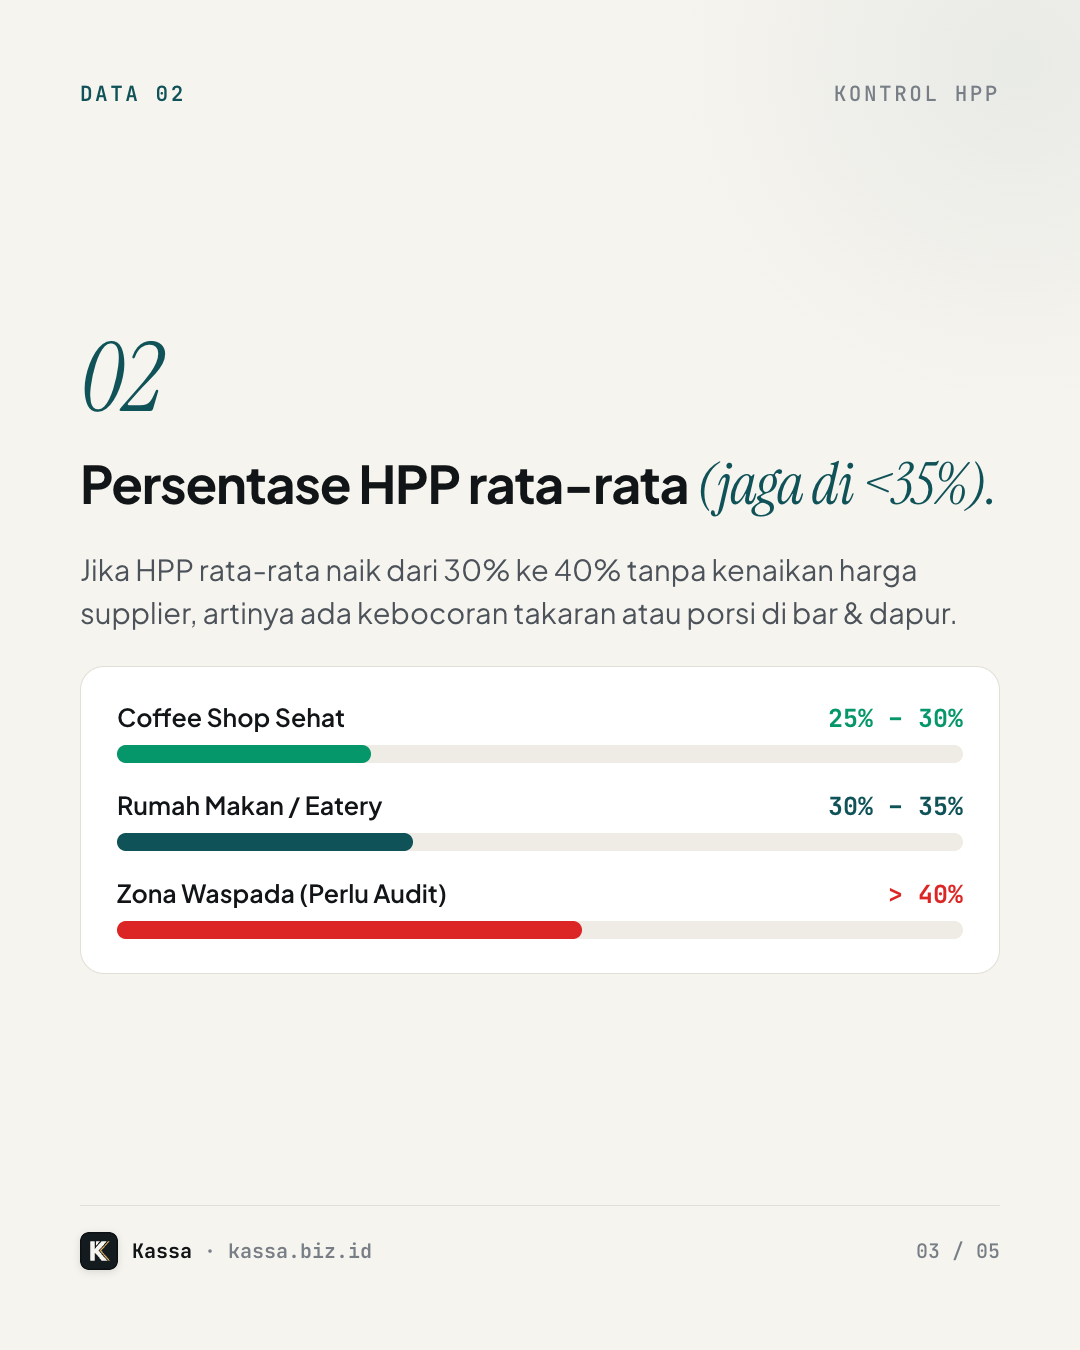 DATA 02
KONTROL HPP
02
Persentase HPP rata-rata (jaga di <35%).
Jika HPP rata-rata naik dari 30% ke 40% tanpa kenaikan harga
supplier, artinya ada kebocoran takaran atau porsi di bar & dapur.
Coffee Shop Sehat
25% – 30%
Rumah Makan / Eatery
30% – 35%
Zona Waspada (Perlu Audit)
> 40%
K
Kassa · kassa.biz.id
03 / 05